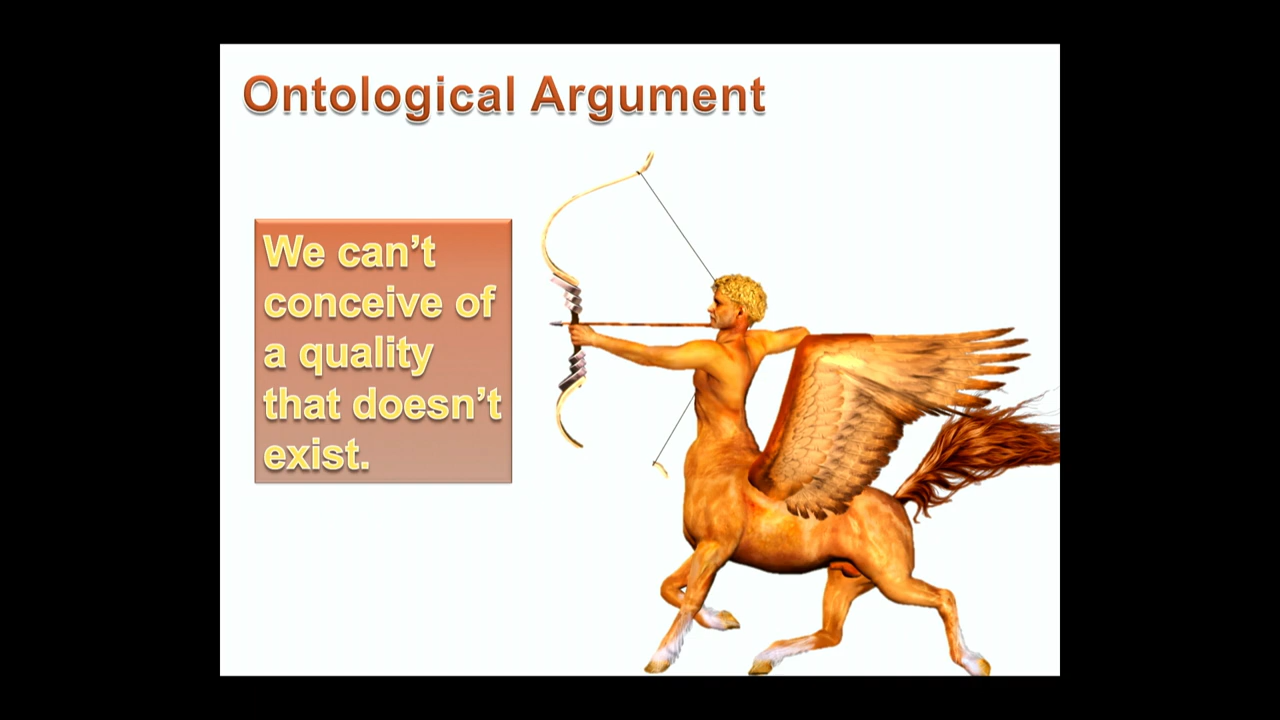 Ontological Argument
We can’t
conceive of
a quality
that doesn’t
exist.